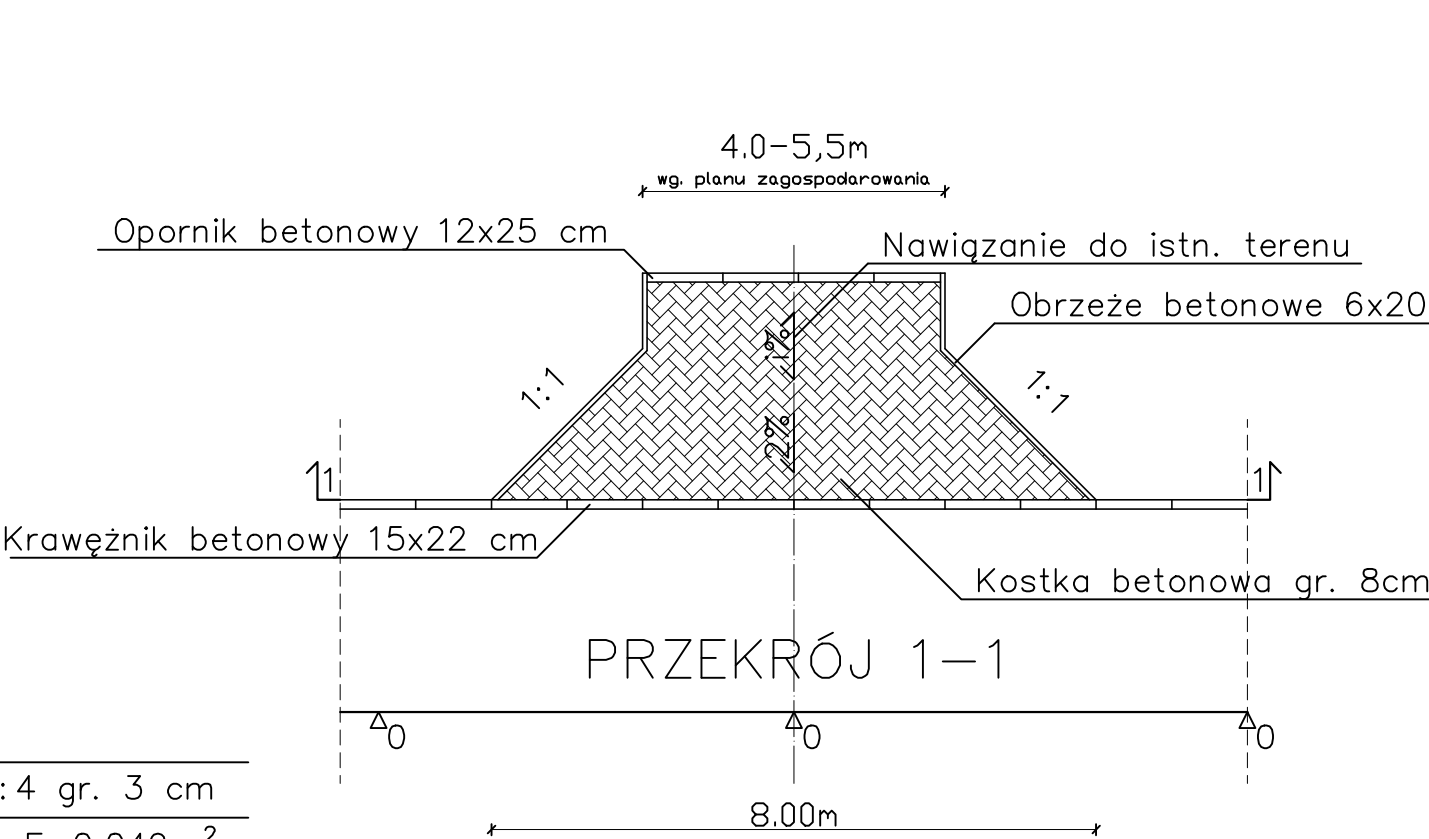 4.0-5,5m
wg. planu zagospodarowania
Opornik betonowy 12x25 cm
Nawiązanie do istn. terenu
Obrzeże betonowe 6x20
1%
1:1
1:1
2%
1
1
Krawężnik betonowy 15x22 cm
Kostka betonowa gr. 8cm
PRZEKRÓJ 1-1
0
0
0
:4 gr. 3 cm
8.00m